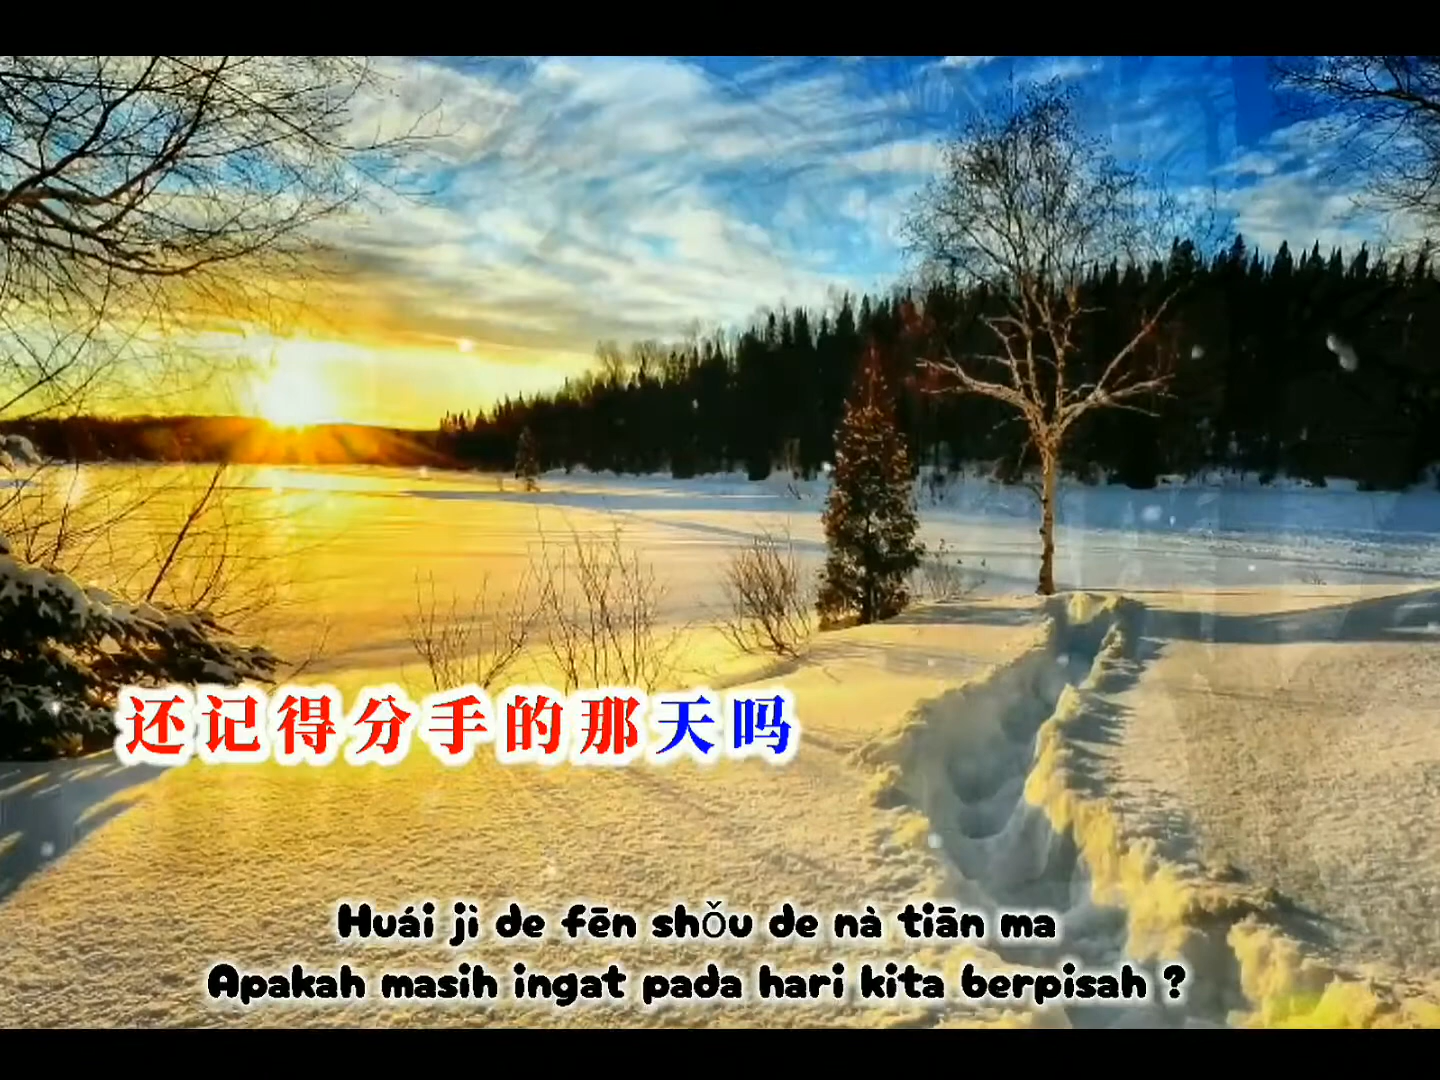 还记得分手的那天吗
Huái jì de fēn shǒu de nà tiān ma
Apakah masih ingat pada hari kita berpisah ?